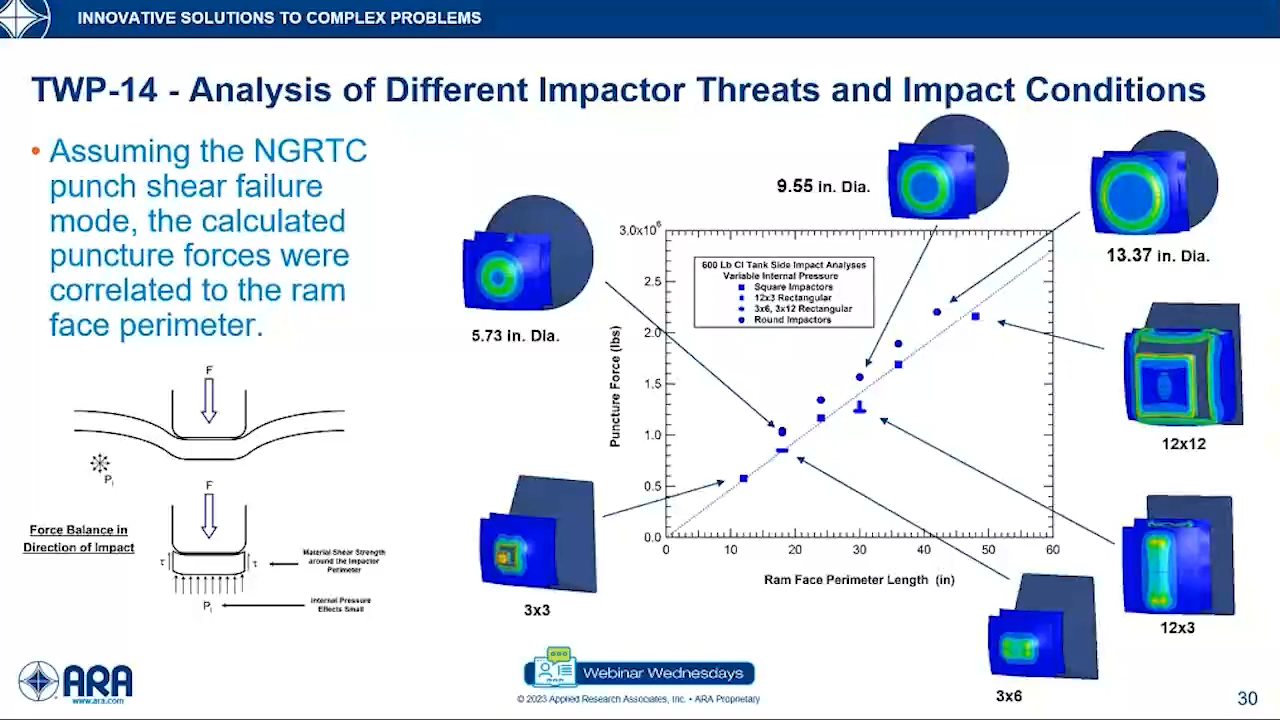 INNOVATIVE SOLUTIONS TO COMPLEX PROBLEMS
TWP-14 - Analysis of Different Impactor Threats and Impact Conditions
• Assuming the NGRTC
punch shear failure
mode, the calculated
puncture forces were
correlated to the ram
face perimeter.
F
Pi
F
Force Balance in
Direction of Impact
τ
τ
Material Shear Strength
around the Impactor
Perimeter
Pi
Internal Pressure
Effects Small
5.73 in. Dia.
9.55 in. Dia.
13.37 in. Dia.
3x3
12x12
12x3
3x6
3.0x10⁶
2.5
2.0
1.5
1.0
0.5
0.0
Puncture Force (lbs)
600 Lb Cl Tank Side Impact Analyses
Variable Internal Pressure
Square Impactors
12x3 Rectangular
3x6, 3x12 Rectangular
Round Impactors
0 10 20 30 40 50 60
Ram Face Perimeter Length (in)
ARA
www.ara.com
Webinar Wednesdays
© 2023 Applied Research Associates, Inc. • ARA Proprietary
30